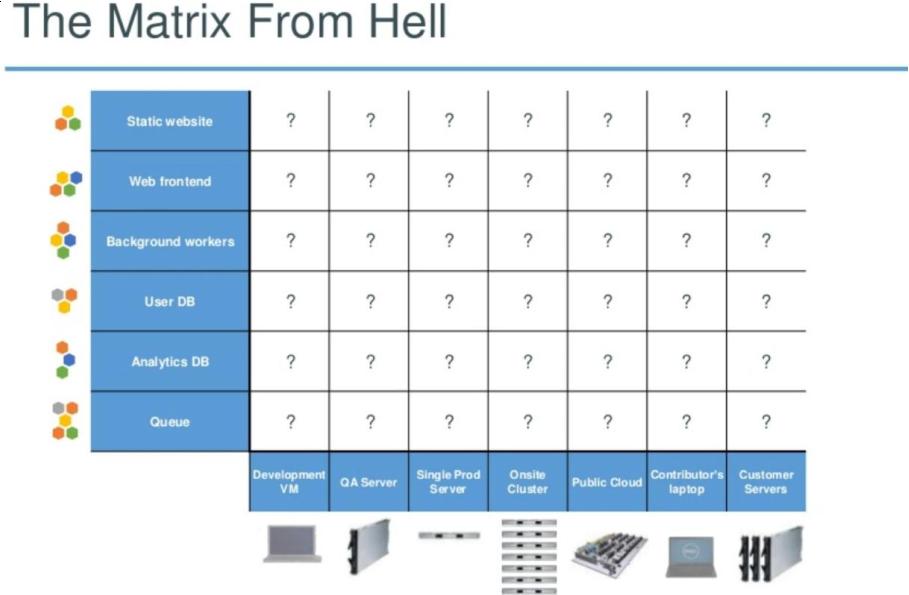 The Matrix From Hell
Static website ? ? ? ? ? ? ?
Web frontend ? ? ? ? ? ? ?
Background workers ? ? ? ? ? ? ?
User DB ? ? ? ? ? ? ?
Analytics DB ? ? ? ? ? ? ?
Queue ? ? ? ? ? ? ?
Development
VM
QA Server
Single Prod
Server
Onsite
Cluster
Public Cloud
Contributor's
laptop
Customer
Servers